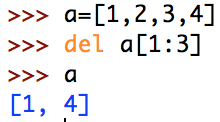 >>> a=[1,2,3,4]
>>> del a[1:3]
>>> a
[1, 4]